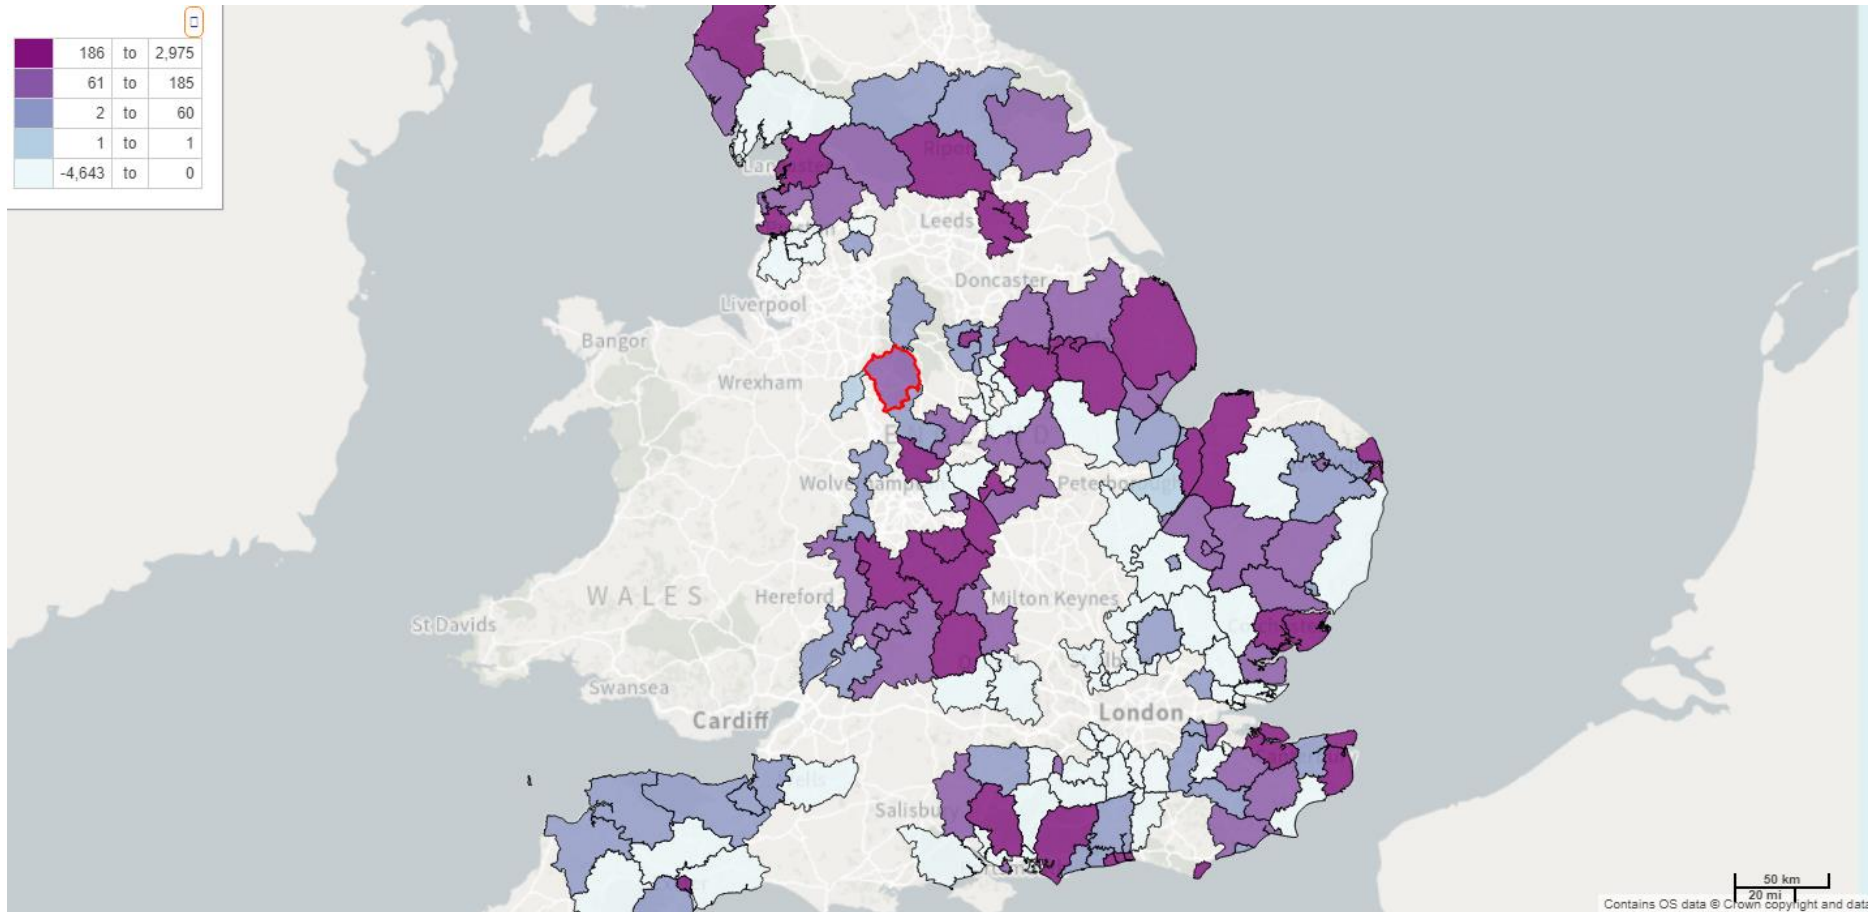 186 to 2,975
61 to 185
2 to 60
1 to 1
-4,643 to 0
Ripon
Leeds
Doncaster
Liverpool
Bangor
Wrexham
WALES
Hereford
Milton Keynes
St Davids
Swansea
Cardiff
London
Salisbury
50 km
20 mi
Contains OS data © Crown copyright and data